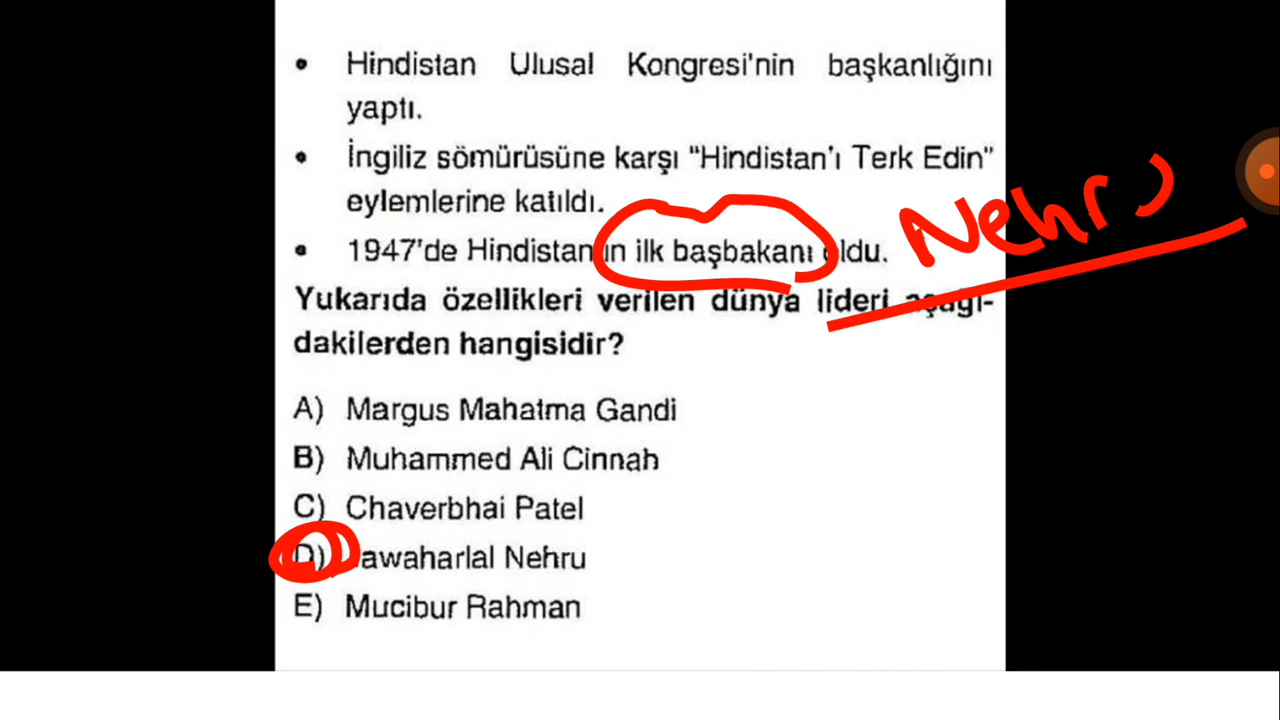 • Hindistan Ulusal Kongresi'nin başkanlığını
yaptı.
• İngiliz sömürüsüne karşı "Hindistan'ı Terk Edin"
eylemlerine katıldı.
• 1947'de Hindistan'ın ilk başbakanı oldu. Nehru
Yukarıda özellikleri verilen dünya lideri aşağı-
dakilerden hangisidir?
A) Margus Mahatma Gandi
B) Muhammed Ali Cinnah
C) Chaverbhai Patel
D) Jawaharlal Nehru
E) Mucibur Rahman